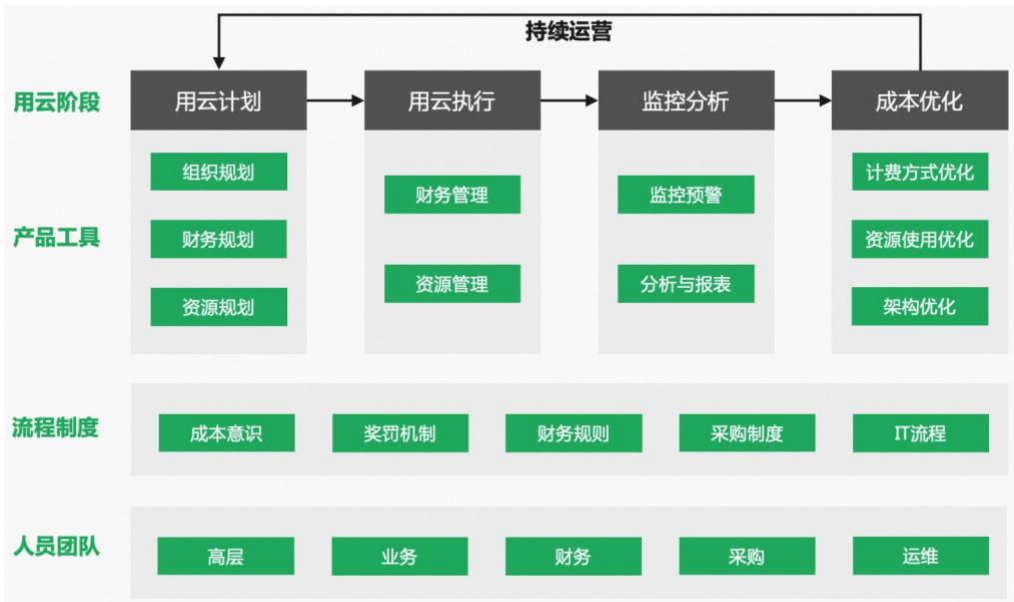 持续运营
用云阶段
用云计划
用云执行
监控分析
成本优化
产品工具
组织规划
财务规划
资源规划
财务管理
资源管理
监控预警
分析与报表
计费方式优化
资源使用优化
架构优化
流程制度
成本意识
奖罚机制
财务规则
采购制度
IT流程
人员团队
高层
业务
财务
采购
运维